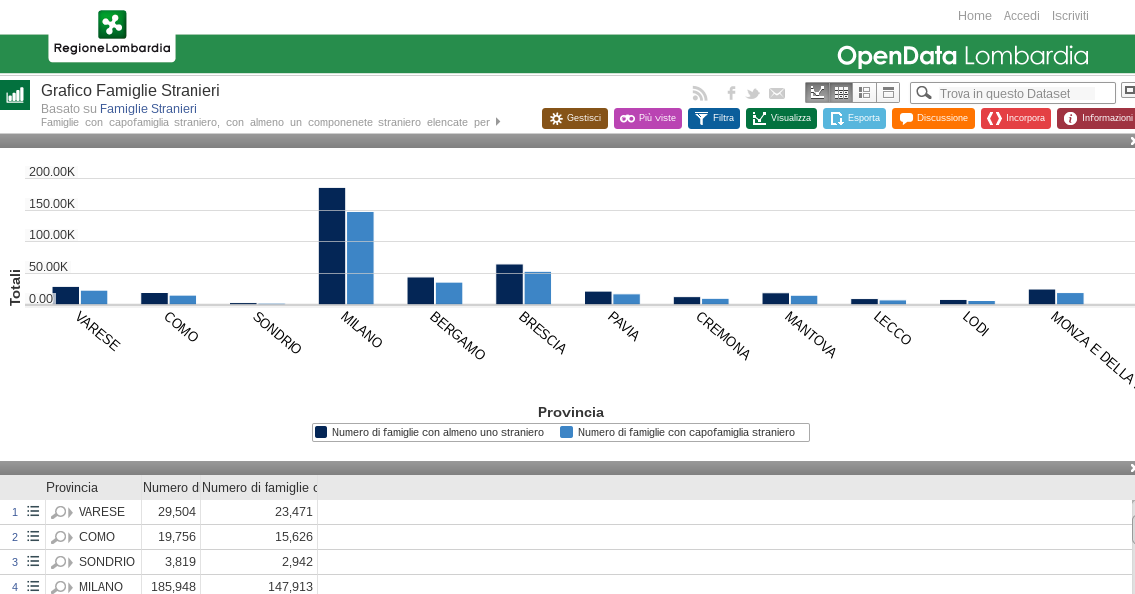 Home Accedi Iscriviti
RegioneLombardia
OpenData Lombardia
Grafico Famiglie Stranieri
Basato su Famiglie Stranieri
Famiglie con capofamiglia straniero, con almeno un componenete straniero elencate per
Trova in questo Dataset
Gestisci Più viste Filtra Visualizza Esporta Discussione Incorpora Informazioni
200.00K
150.00K
100.00K
50.00K
0.00
Totali
VARESE COMO SONDRIO MILANO BERGAMO BRESCIA PAVIA CREMONA MANTOVA LECCO LODI MONZA E DELLA
Provincia
Numero di famiglie con almeno uno straniero Numero di famiglie con capofamiglia straniero
Provincia Numero d Numero di famiglie c
1 VARESE 29,504 23,471
2 COMO 19,756 15,626
3 SONDRIO 3,819 2,942
4 MILANO 185,948 147,913